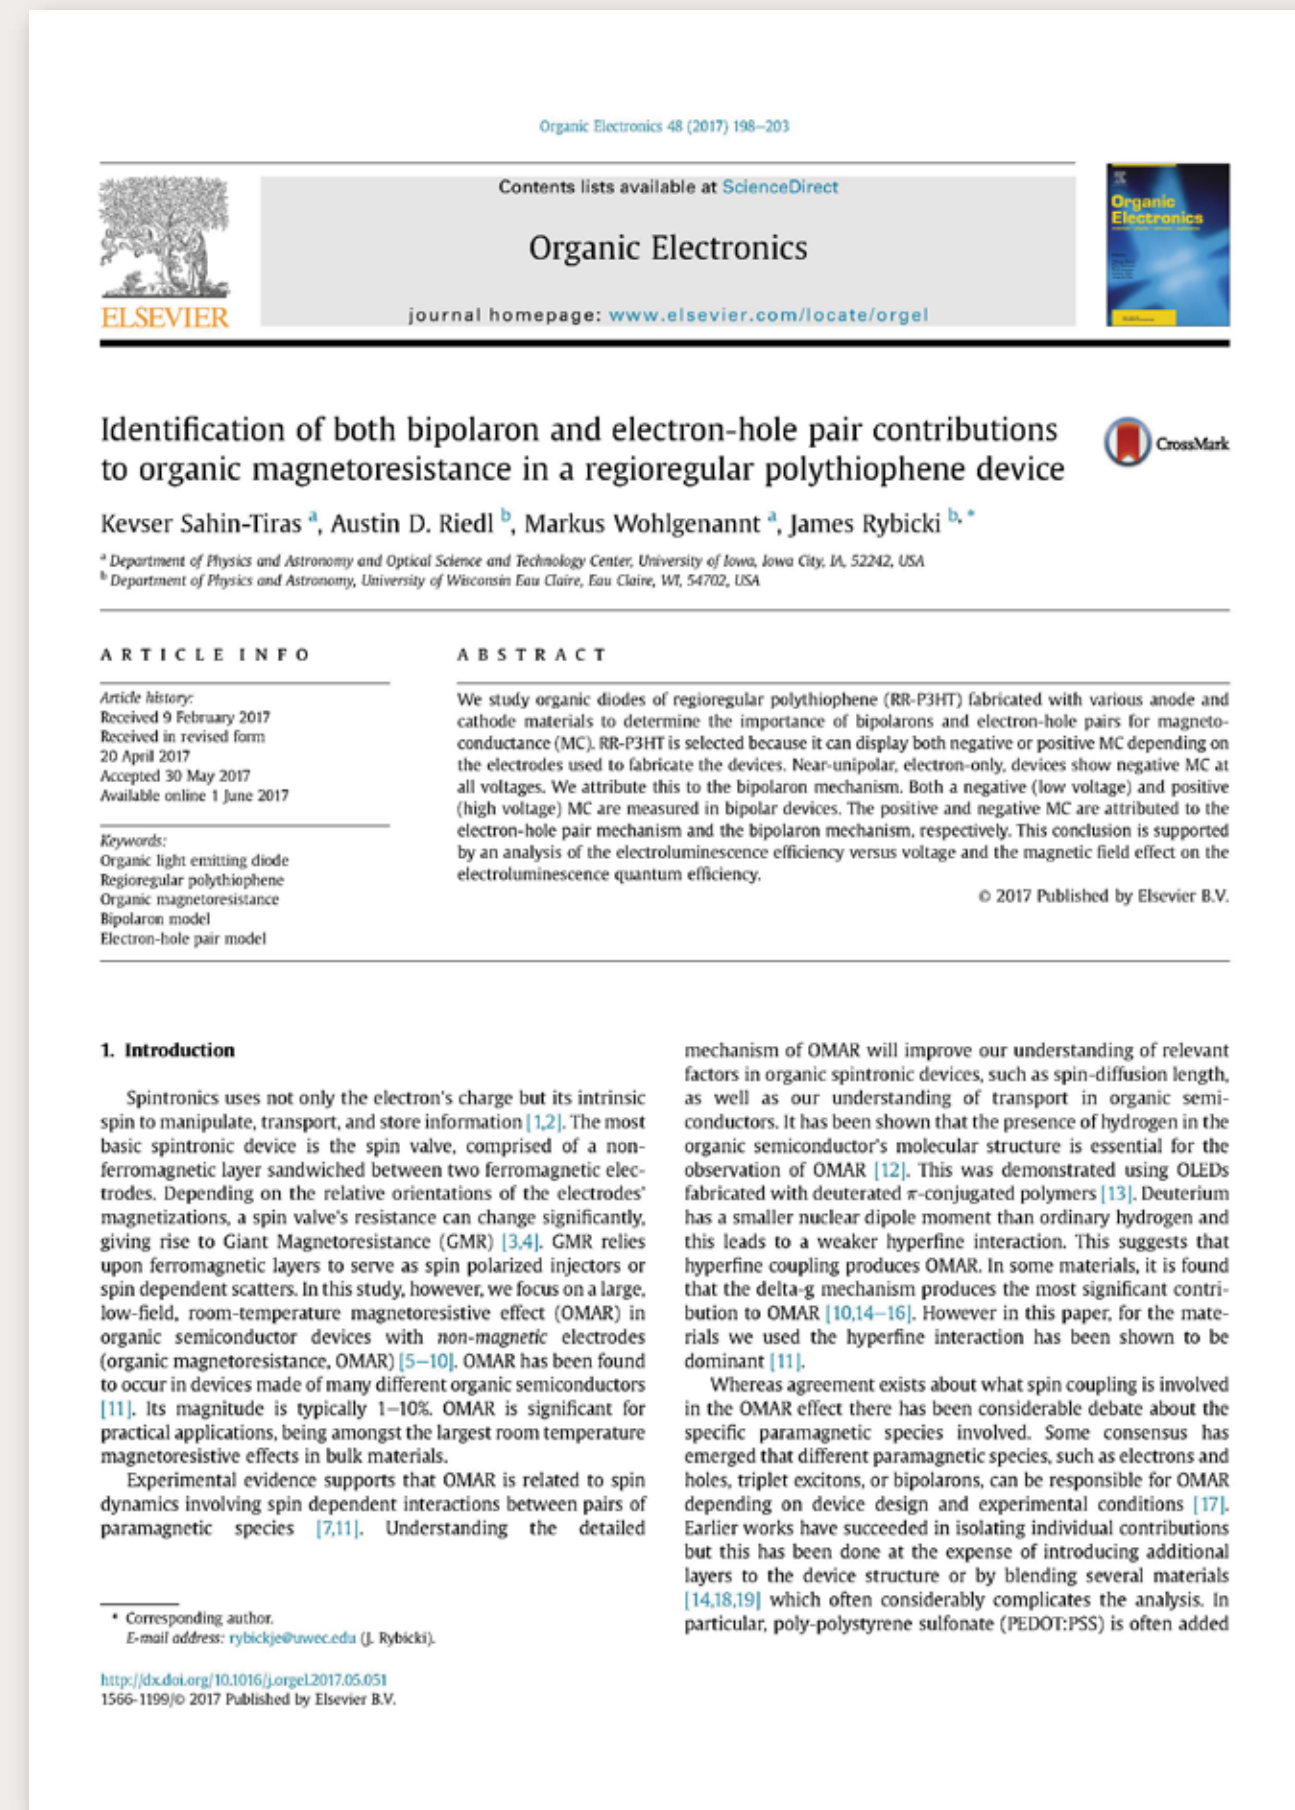 Organic Electronics 48 (2017) 198–203
Contents lists available at ScienceDirect
Organic Electronics
journal homepage: www.elsevier.com/locate/orgel
ELSEVIER
Organic
Electronics
Identification of both bipolaron and electron-hole pair contributions
to organic magnetoresistance in a regioregular polythiophene device
CrossMark
Kevser Sahin-Tiras a, Austin D. Riedl b, Markus Wohlgenannt a, James Rybicki b, *
a Department of Physics and Astronomy and Optical Science and Technology Center, University of Iowa, Iowa City, IA, 52242, USA
b Department of Physics and Astronomy, University of Wisconsin Eau Claire, Eau Claire, WI, 54702, USA
ARTICLE INFO
Article history:
Received 9 February 2017
Received in revised form
20 April 2017
Accepted 30 May 2017
Available online 1 June 2017
Keywords:
Organic light emitting diode
Regioregular polythiophene
Organic magnetoresistance
Bipolaron model
Electron-hole pair model
ABSTRACT
We study organic diodes of regioregular polythiophene (RR-P3HT) fabricated with various anode and
cathode materials to determine the importance of bipolarons and electron-hole pairs for magneto-
conductance (MC). RR-P3HT is selected because it can display both negative or positive MC depending on
the electrodes used to fabricate the devices. Near-unipolar, electron-only, devices show negative MC at
all voltages. We attribute this to the bipolaron mechanism. Both a negative (low voltage) and positive
(high voltage) MC are measured in bipolar devices. The positive and negative MC are attributed to the
electron-hole pair mechanism and the bipolaron mechanism, respectively. This conclusion is supported
by an analysis of the electroluminescence efficiency versus voltage and the magnetic field effect on the
electroluminescence quantum efficiency.
© 2017 Published by Elsevier B.V.
1. Introduction
Spintronics uses not only the electron's charge but its intrinsic
spin to manipulate, transport, and store information [1,2]. The most
basic spintronic device is the spin valve, comprised of a non-
ferromagnetic layer sandwiched between two ferromagnetic elec-
trodes. Depending on the relative orientations of the electrodes'
magnetizations, a spin valve's resistance can change significantly,
giving rise to Giant Magnetoresistance (GMR) [3,4]. GMR relies
upon ferromagnetic layers to serve as spin polarized injectors or
spin dependent scatters. In this study, however, we focus on a large,
low-field, room-temperature magnetoresistive effect (OMAR) in
organic semiconductor devices with non-magnetic electrodes
(organic magnetoresistance, OMAR) [5–10]. OMAR has been found
to occur in devices made of many different organic semiconductors
[11]. Its magnitude is typically 1–10%. OMAR is significant for
practical applications, being amongst the largest room temperature
magnetoresistive effects in bulk materials.
Experimental evidence supports that OMAR is related to spin
dynamics involving spin dependent interactions between pairs of
paramagnetic species [7,11]. Understanding the detailed
mechanism of OMAR will improve our understanding of relevant
factors in organic spintronic devices, such as spin-diffusion length,
as well as our understanding of transport in organic semi-
conductors. It has been shown that the presence of hydrogen in the
organic semiconductor's molecular structure is essential for the
observation of OMAR [12]. This was demonstrated using OLEDs
fabricated with deuterated π-conjugated polymers [13]. Deuterium
has a smaller nuclear dipole moment than ordinary hydrogen and
this leads to a weaker hyperfine interaction. This suggests that
hyperfine coupling produces OMAR. In some materials, it is found
that the delta-g mechanism produces the most significant contri-
bution to OMAR [10,14–16]. However in this paper, for the mate-
rials we used the hyperfine interaction has been shown to be
dominant [11].
Whereas agreement exists about what spin coupling is involved
in the OMAR effect there has been considerable debate about the
specific paramagnetic species involved. Some consensus has
emerged that different paramagnetic species, such as electrons and
holes, triplet excitons, or bipolarons, can be responsible for OMAR
depending on device design and experimental conditions [17].
Earlier works have succeeded in isolating individual contributions
but this has been done at the expense of introducing additional
layers to the device structure or by blending several materials
[14,18,19] which often considerably complicates the analysis. In
particular, poly-polystyrene sulfonate (PEDOT:PSS) is often added
* Corresponding author.
E-mail address: rybickje@uwec.edu (J. Rybicki).
http://dx.doi.org/10.1016/j.orgel.2017.05.051
1566-1199/© 2017 Published by Elsevier B.V.